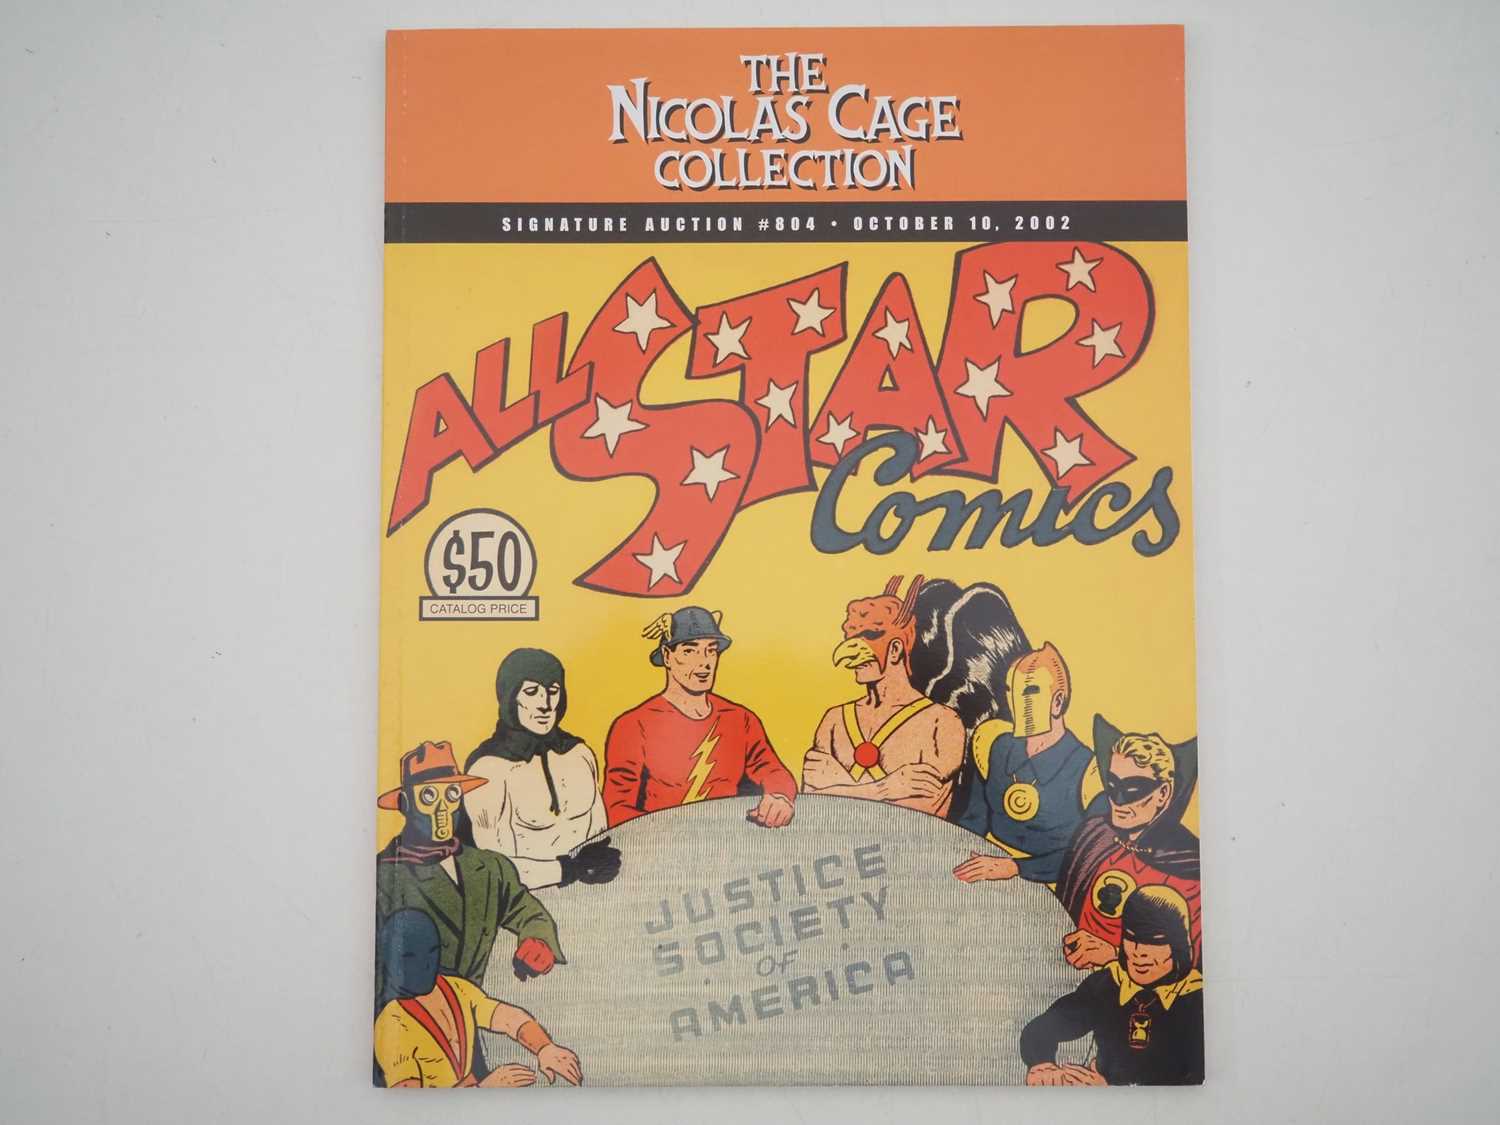 THE
NICOLAS CAGE
COLLECTION
SIGNATURE AUCTION #804 • OCTOBER 10, 2002
ALL STAR
Comics
$50
CATALOG PRICE
JUSTICE
SOCIETY
OF
AMERICA